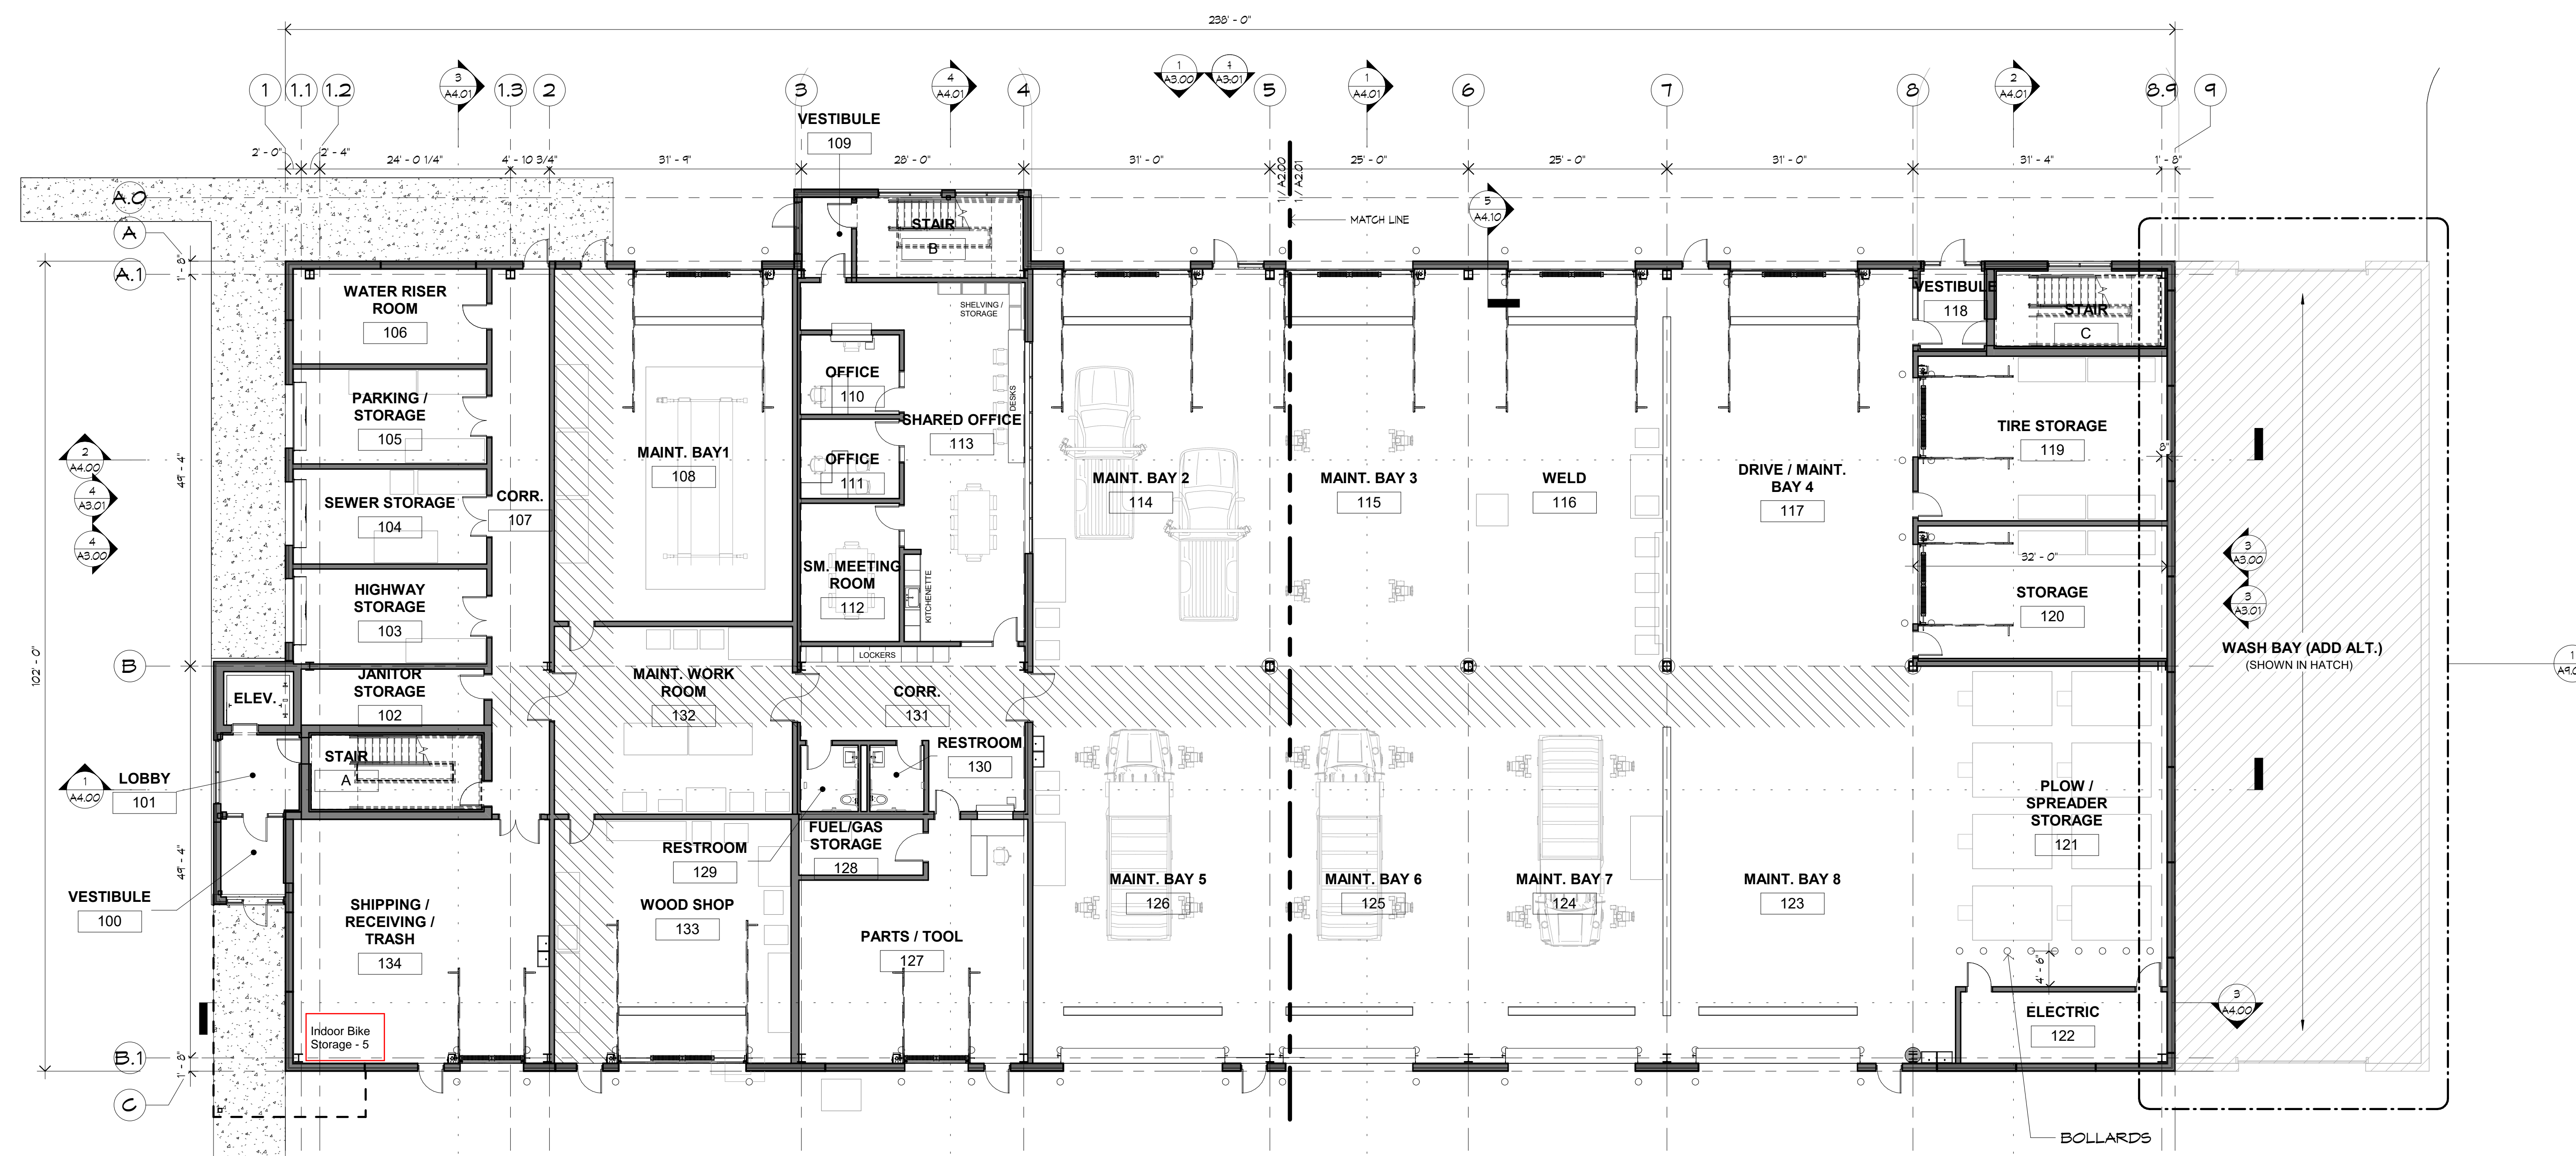 238' - 0"
3
A4.01
4
A4.01
1
A3.00
1
A3.01
1
A4.01
2
A4.01
1
1.1
1.2
1.3
2
3
4
5
6
7
8
8.9
9
VESTIBULE
109
2' - 0"
2' - 4"
24' - 0 1/4"
4' - 10 3/4"
31' - 9"
28' - 0"
31' - 0"
25' - 0"
25' - 0"
31' - 0"
31' - 4"
1' - 8"
1 / A2.00
1 / A2.01
MATCH LINE
5
A4.10
A.0
A
A.1
1' - 8"
STAIR
B
WATER RISER
ROOM
106
SHELVING /
STORAGE
VESTIBULE
118
STAIR
C
PARKING /
STORAGE
105
OFFICE
110
DESKS
SHARED OFFICE
113
TIRE STORAGE
119
8"
2
A4.00
49' - 4"
4
A3.01
4
A3.00
MAINT. BAY1
108
OFFICE
111
MAINT. BAY 2
114
MAINT. BAY 3
115
WELD
116
DRIVE / MAINT.
BAY 4
117
SEWER STORAGE
104
CORR.
107
32' - 0"
3
A3.00
3
A3.01
HIGHWAY
STORAGE
103
SM. MEETING
ROOM
112
KITCHENETTE
STORAGE
120
102' - 0"
B
LOCKERS
WASH BAY (ADD ALT.)
(SHOWN IN HATCH)
1
JANITOR
STORAGE
102
ELEV.
MAINT. WORK
ROOM
132
CORR.
131
RESTROOM
130
STAIR
A
1
A4.00
LOBBY
101
PLOW /
SPREADER
STORAGE
121
FUEL/GAS
STORAGE
128
RESTROOM
129
49' - 4"
VESTIBULE
100
SHIPPING /
RECEIVING /
TRASH
134
WOOD SHOP
133
PARTS / TOOL
127
MAINT. BAY 5
126
MAINT. BAY 6
125
MAINT. BAY 7
124
MAINT. BAY 8
123
4' - 6"
3
A4.00
ELECTRIC
122
Indoor Bike
Storage - 5
B.1
1' - 8"
C
BOLLARDS